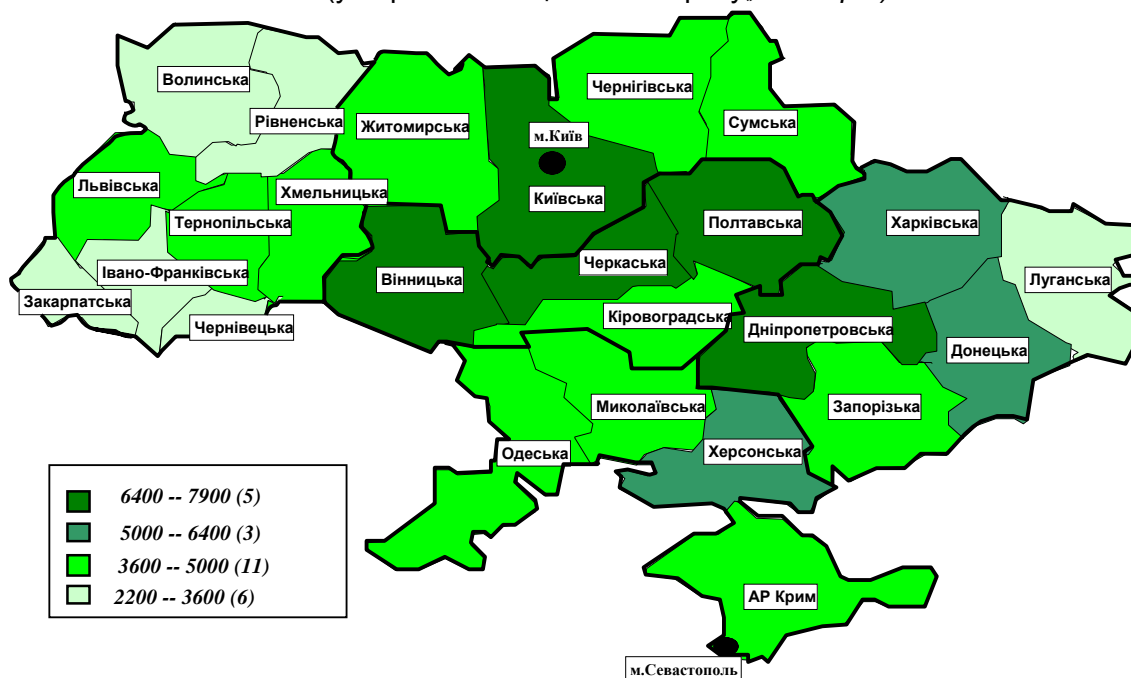 Волинська
Рівненська
Житомирська
Чернігівська
Сумська
м.Київ
Київська
Львівська
Тернопільська
Хмельницька
Івано-Франківська
Закарпатська
Чернівецька
Вінницька
Черкаська
Полтавська
Харківська
Луганська
Кіровоградська
Дніпропетровська
Донецька
Миколаївська
Запорізька
Одеська
Херсонська
АР Крим
м.Севастополь
6400 -- 7900 (5)
5000 -- 6400 (3)
3600 -- 5000 (11)
2200 -- 3600 (6)